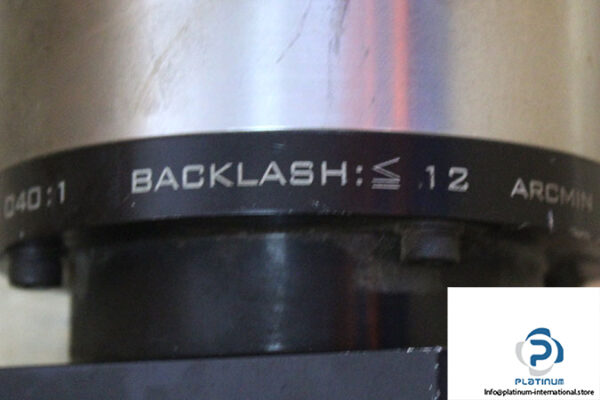 040:1 BACKLASH:≦ 12 ARCMIN
PLATINUM
Info@platinum-international.store